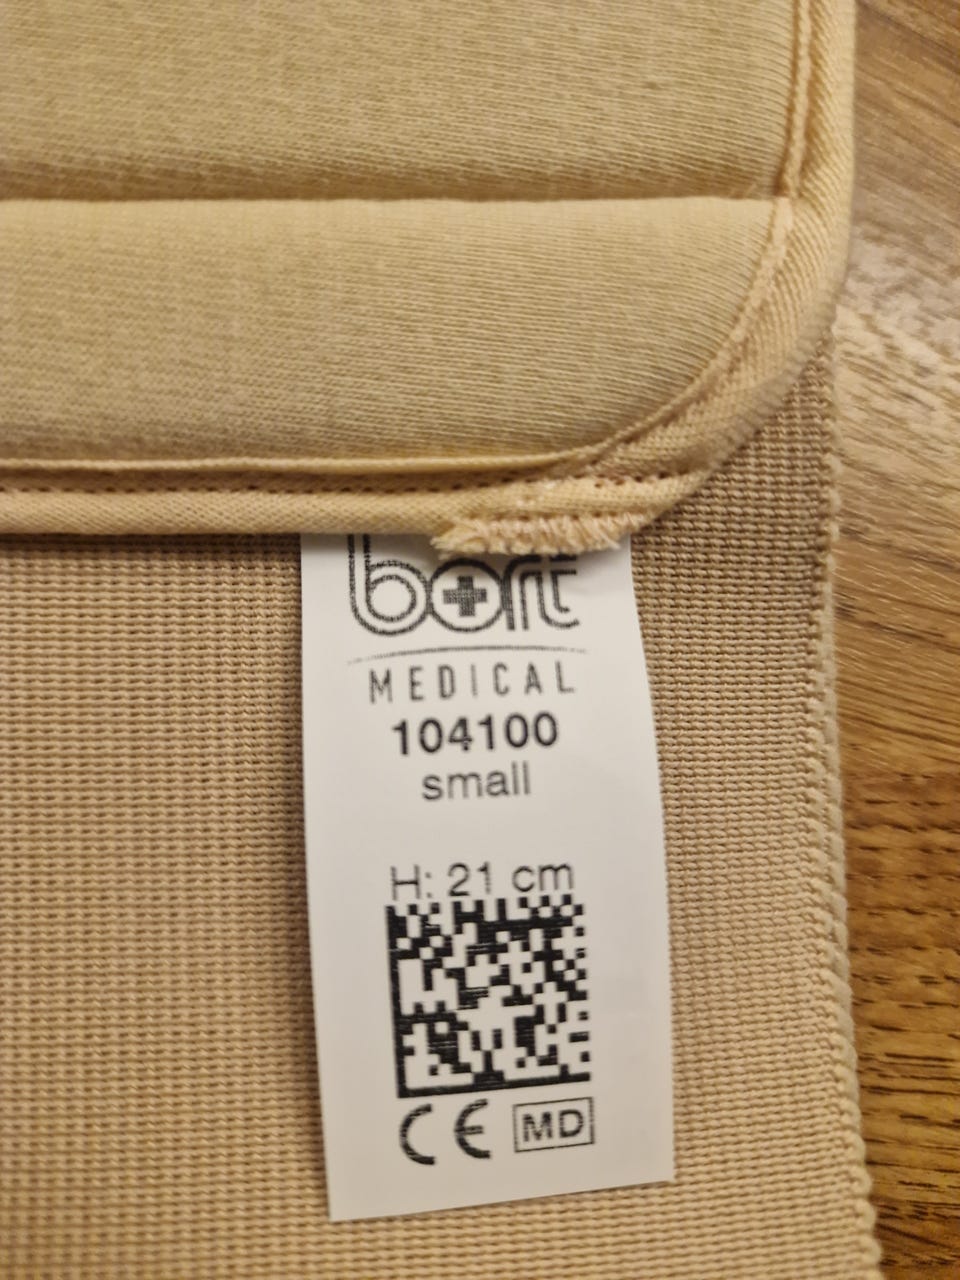 bort
MEDICAL
104100
small
H: 21 cm
CE MD